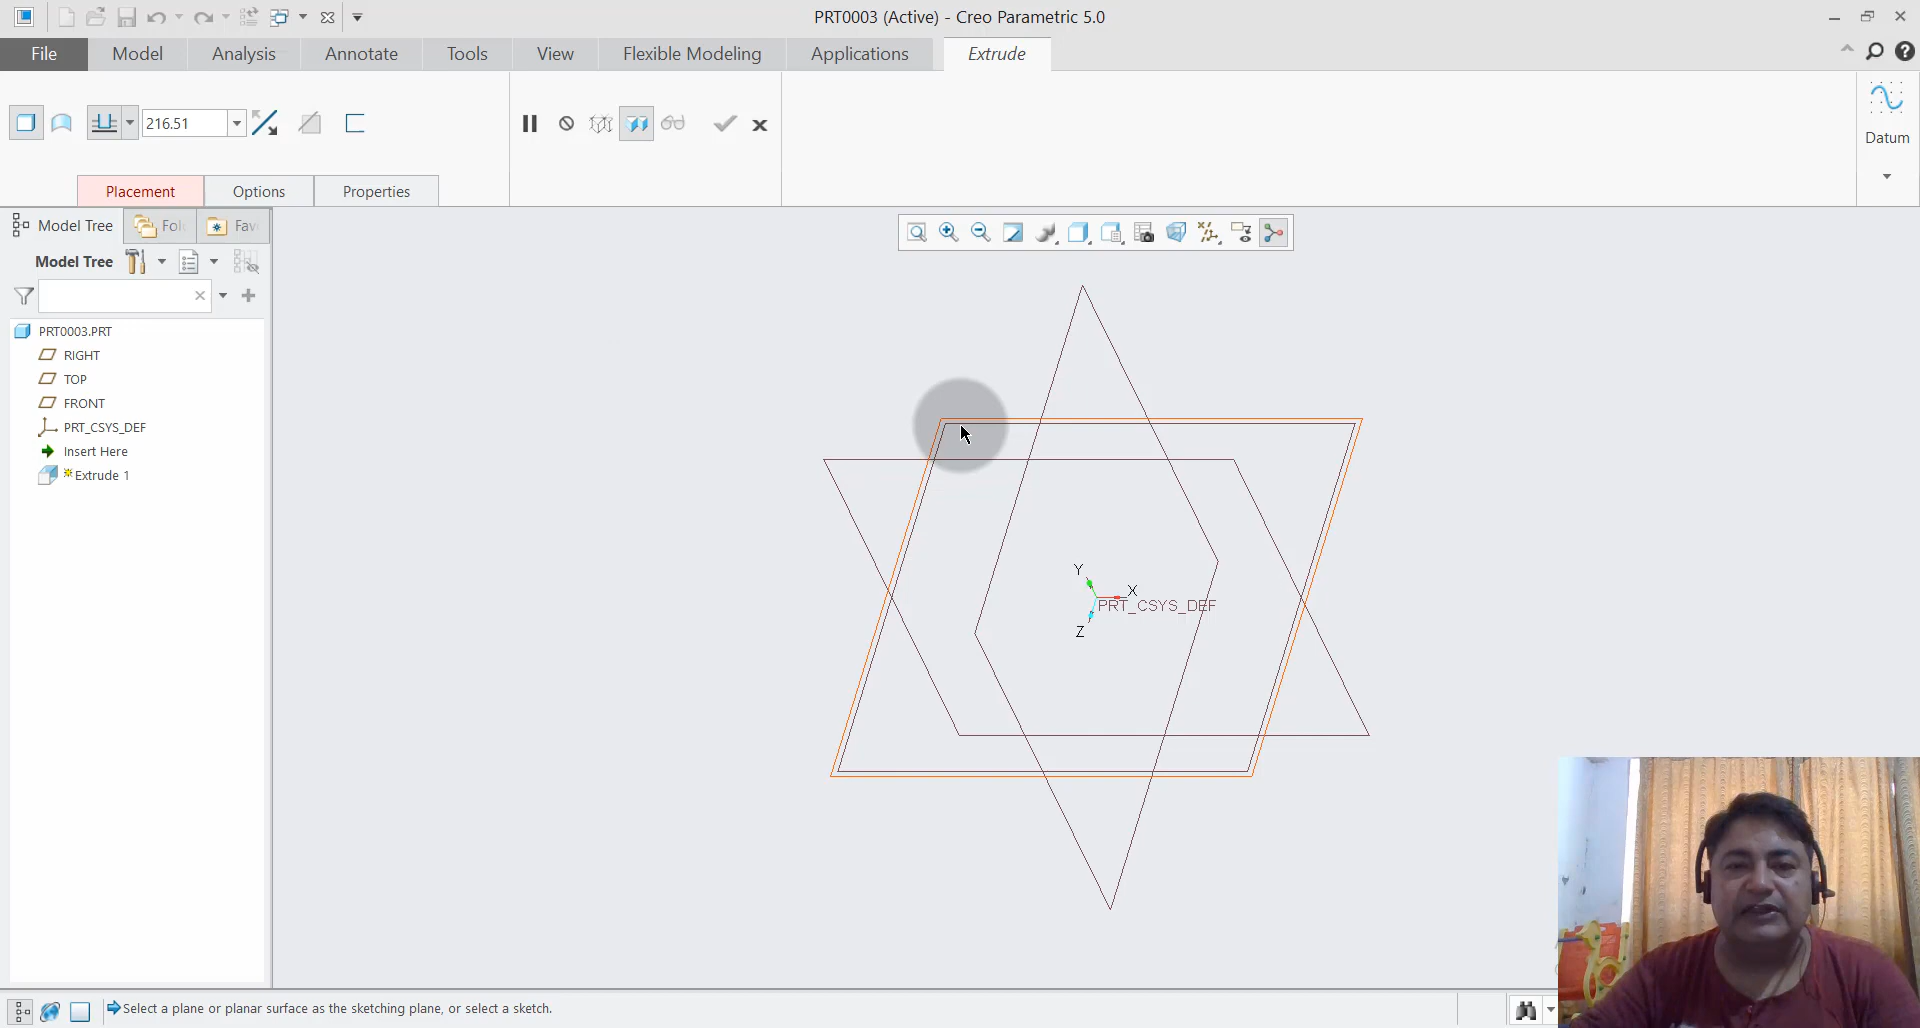 PRT0003 (Active) - Creo Parametric 5.0
File Model Analysis Annotate Tools View Flexible Modeling Applications Extrude
216.51
Datum
Placement Options Properties
Model Tree Fol Fav
Model Tree
PRT0003.PRT
RIGHT
TOP
FRONT
PRT_CSYS_DEF
Insert Here
Extrude 1
Y
X
PRT_CSYS_DEF
Z
Select a plane or planar surface as the sketching plane, or select a sketch.